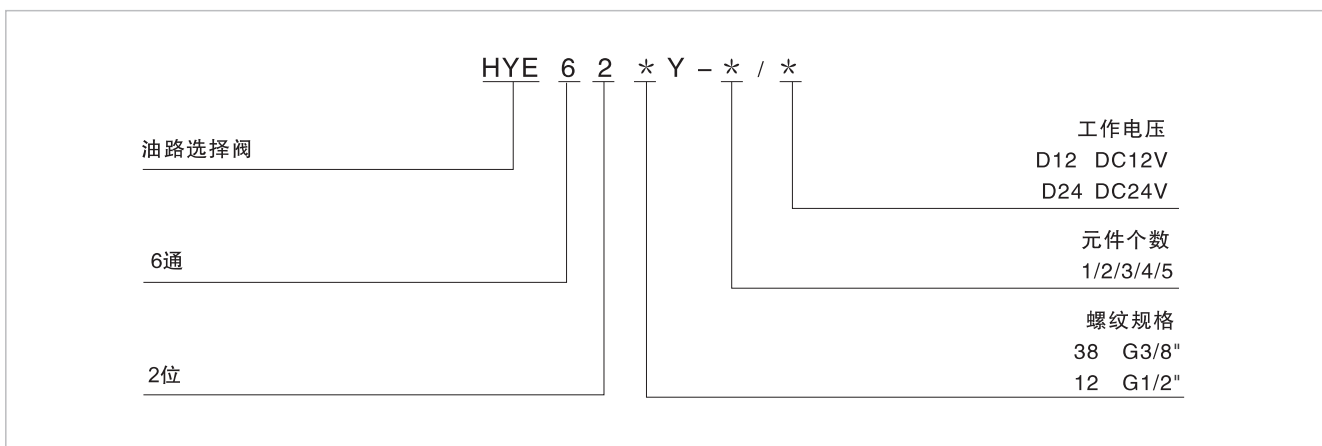 HYE 6 2 * Y - * / *
油路选择阀
6通
2位
工作电压
D12 DC12V
D24 DC24V
元件个数
1/2/3/4/5
螺纹规格
38 G3/8"
12 G1/2"